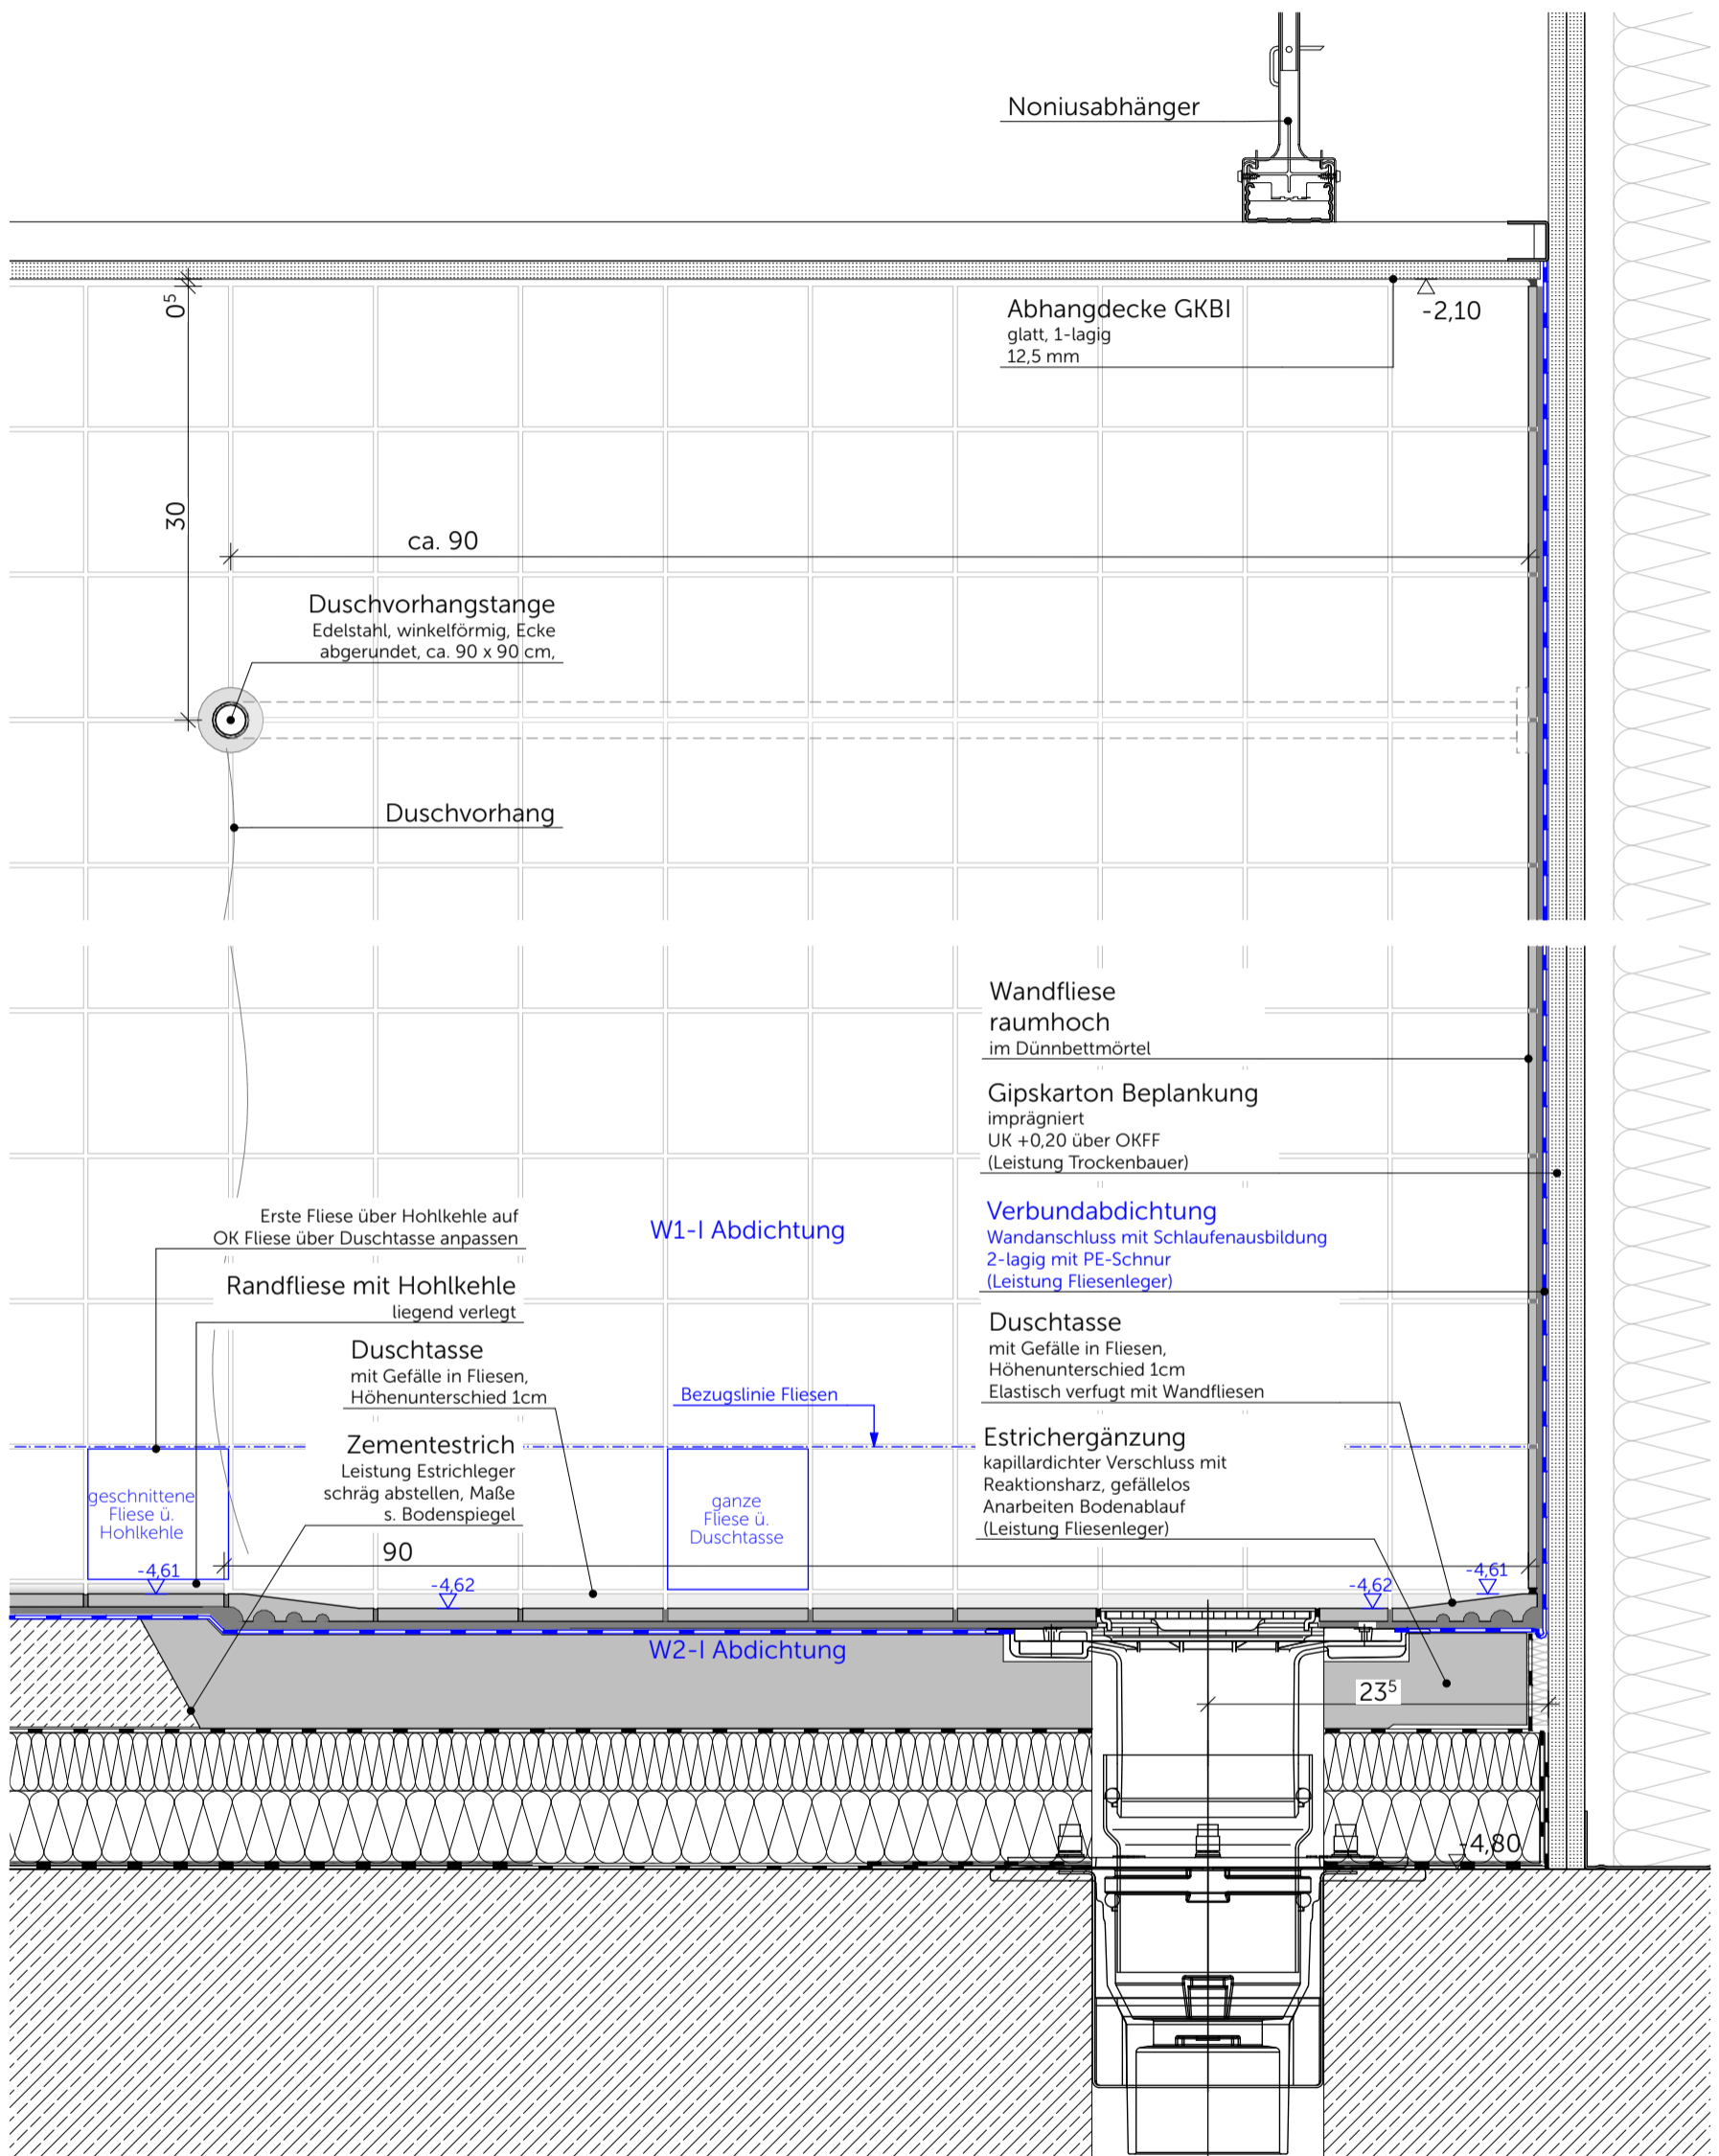 Noniusabhänger
0⁵
Abhangdecke GKBI
glatt, 1-lagig
12,5 mm
-2,10
30
ca. 90
Duschvorhangstange
Edelstahl, winkelförmig, Ecke
abgerundet, ca. 90 x 90 cm,
Duschvorhang
Wandfliese
raumhoch
im Dünnbettmörtel
Gipskarton Beplankung
imprägniert
UK +0,20 über OKFF
(Leistung Trockenbauer)
Erste Fliese über Hohlkehle auf
OK Fliese über Duschtasse anpassen
W1-I Abdichtung
Verbundabdichtung
Wandanschluss mit Schlaufenausbildung
2-lagig mit PE-Schnur
(Leistung Fliesenleger)
Randfliese mit Hohlkehle
liegend verlegt
Duschtasse
mit Gefälle in Fliesen,
Höhenunterschied 1cm
Bezugslinie Fliesen
Duschtasse
mit Gefälle in Fliesen,
Höhenunterschied 1cm
Elastisch verfugt mit Wandfliesen
Zementestrich
Leistung Estrichleger
schräg abstellen, Maße
s. Bodenspiegel
Estrichergänzung
kapillardichter Verschluss mit
Reaktionsharz, gefällelos
Anarbeiten Bodenablauf
(Leistung Fliesenleger)
geschnittene
Fliese ü.
Hohlkehle
ganze
Fliese ü.
Duschtasse
90
-4,61
-4,62
-4,62
-4,61
W2-I Abdichtung
23⁵
-4,80